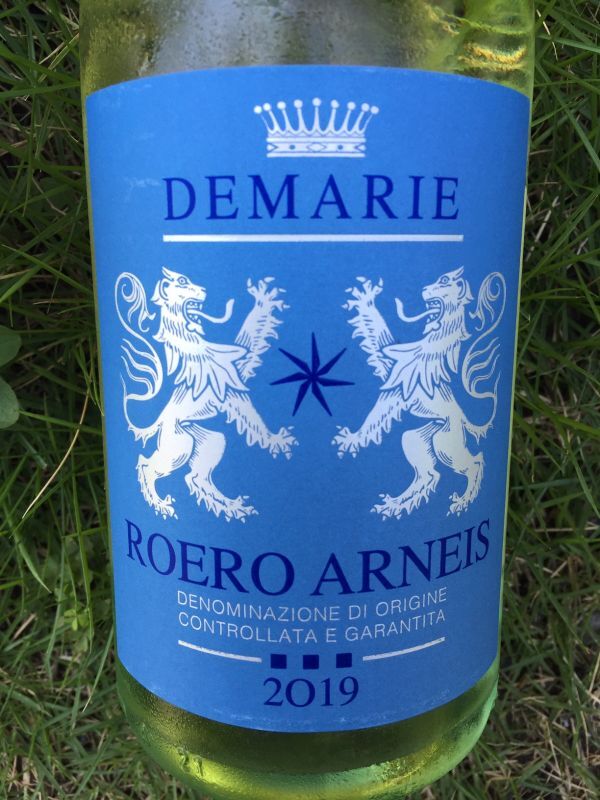 DEMARIE
ROERO ARNEIS
DENOMINAZIONE DI ORIGINE
CONTROLLATA E GARANTITA
2019